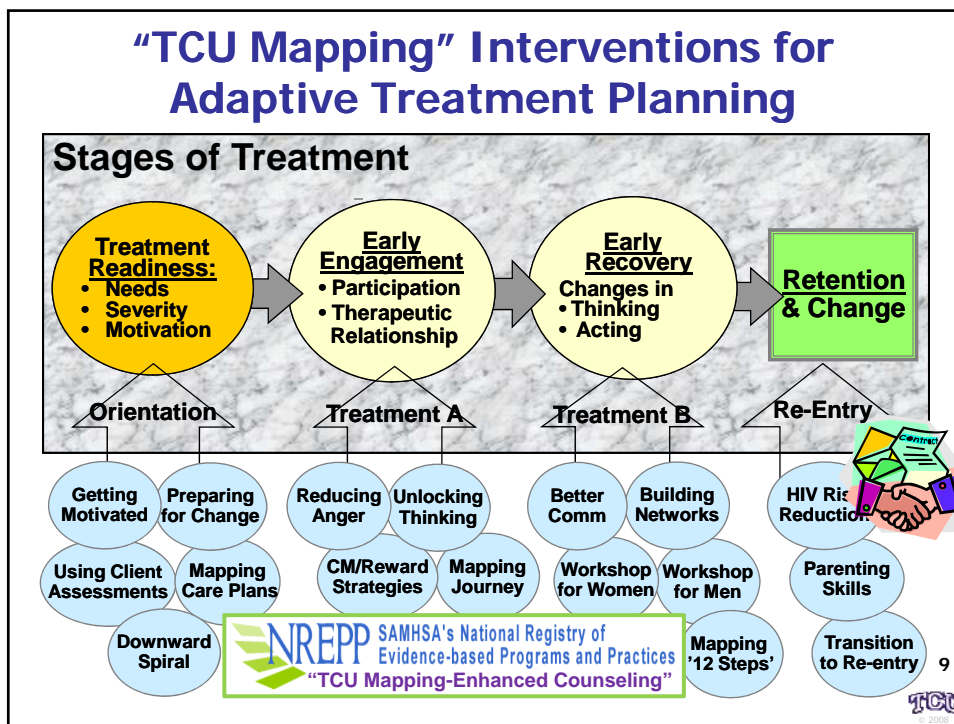 “TCU Mapping” Interventions for
Adaptive Treatment Planning
Stages of Treatment
Treatment
Readiness:
• Needs
• Severity
• Motivation
Early
Engagement
• Participation
• Therapeutic
Relationship
Early
Recovery
Changes in
• Thinking
• Acting
Retention
& Change
Orientation
Treatment A
Treatment B
Re-Entry
contract
Getting
Motivated
Preparing
for Change
Using Client
Assessments
Mapping
Care Plans
Downward
Spiral
Reducing
Anger
Unlocking
Thinking
CM/Reward
Strategies
Mapping
Journey
Better
Comm
Building
Networks
Workshop
for Women
Workshop
for Men
Mapping
’12 Steps’
HIV Ris
Reduction
Parenting
Skills
Transition
to Re-entry
NREPP
SAMHSA's National Registry of
Evidence-based Programs and Practices
“TCU Mapping-Enhanced Counseling”
9
TCU
© 2008